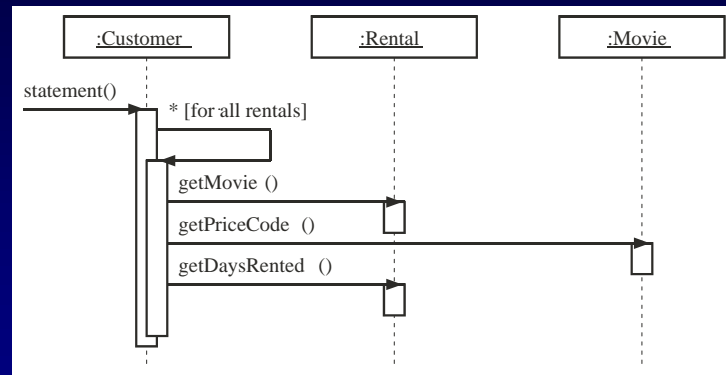 :Customer
:Rental
:Movie
statement()
* [for all rentals]
getMovie ()
getPriceCode ()
getDaysRented ()